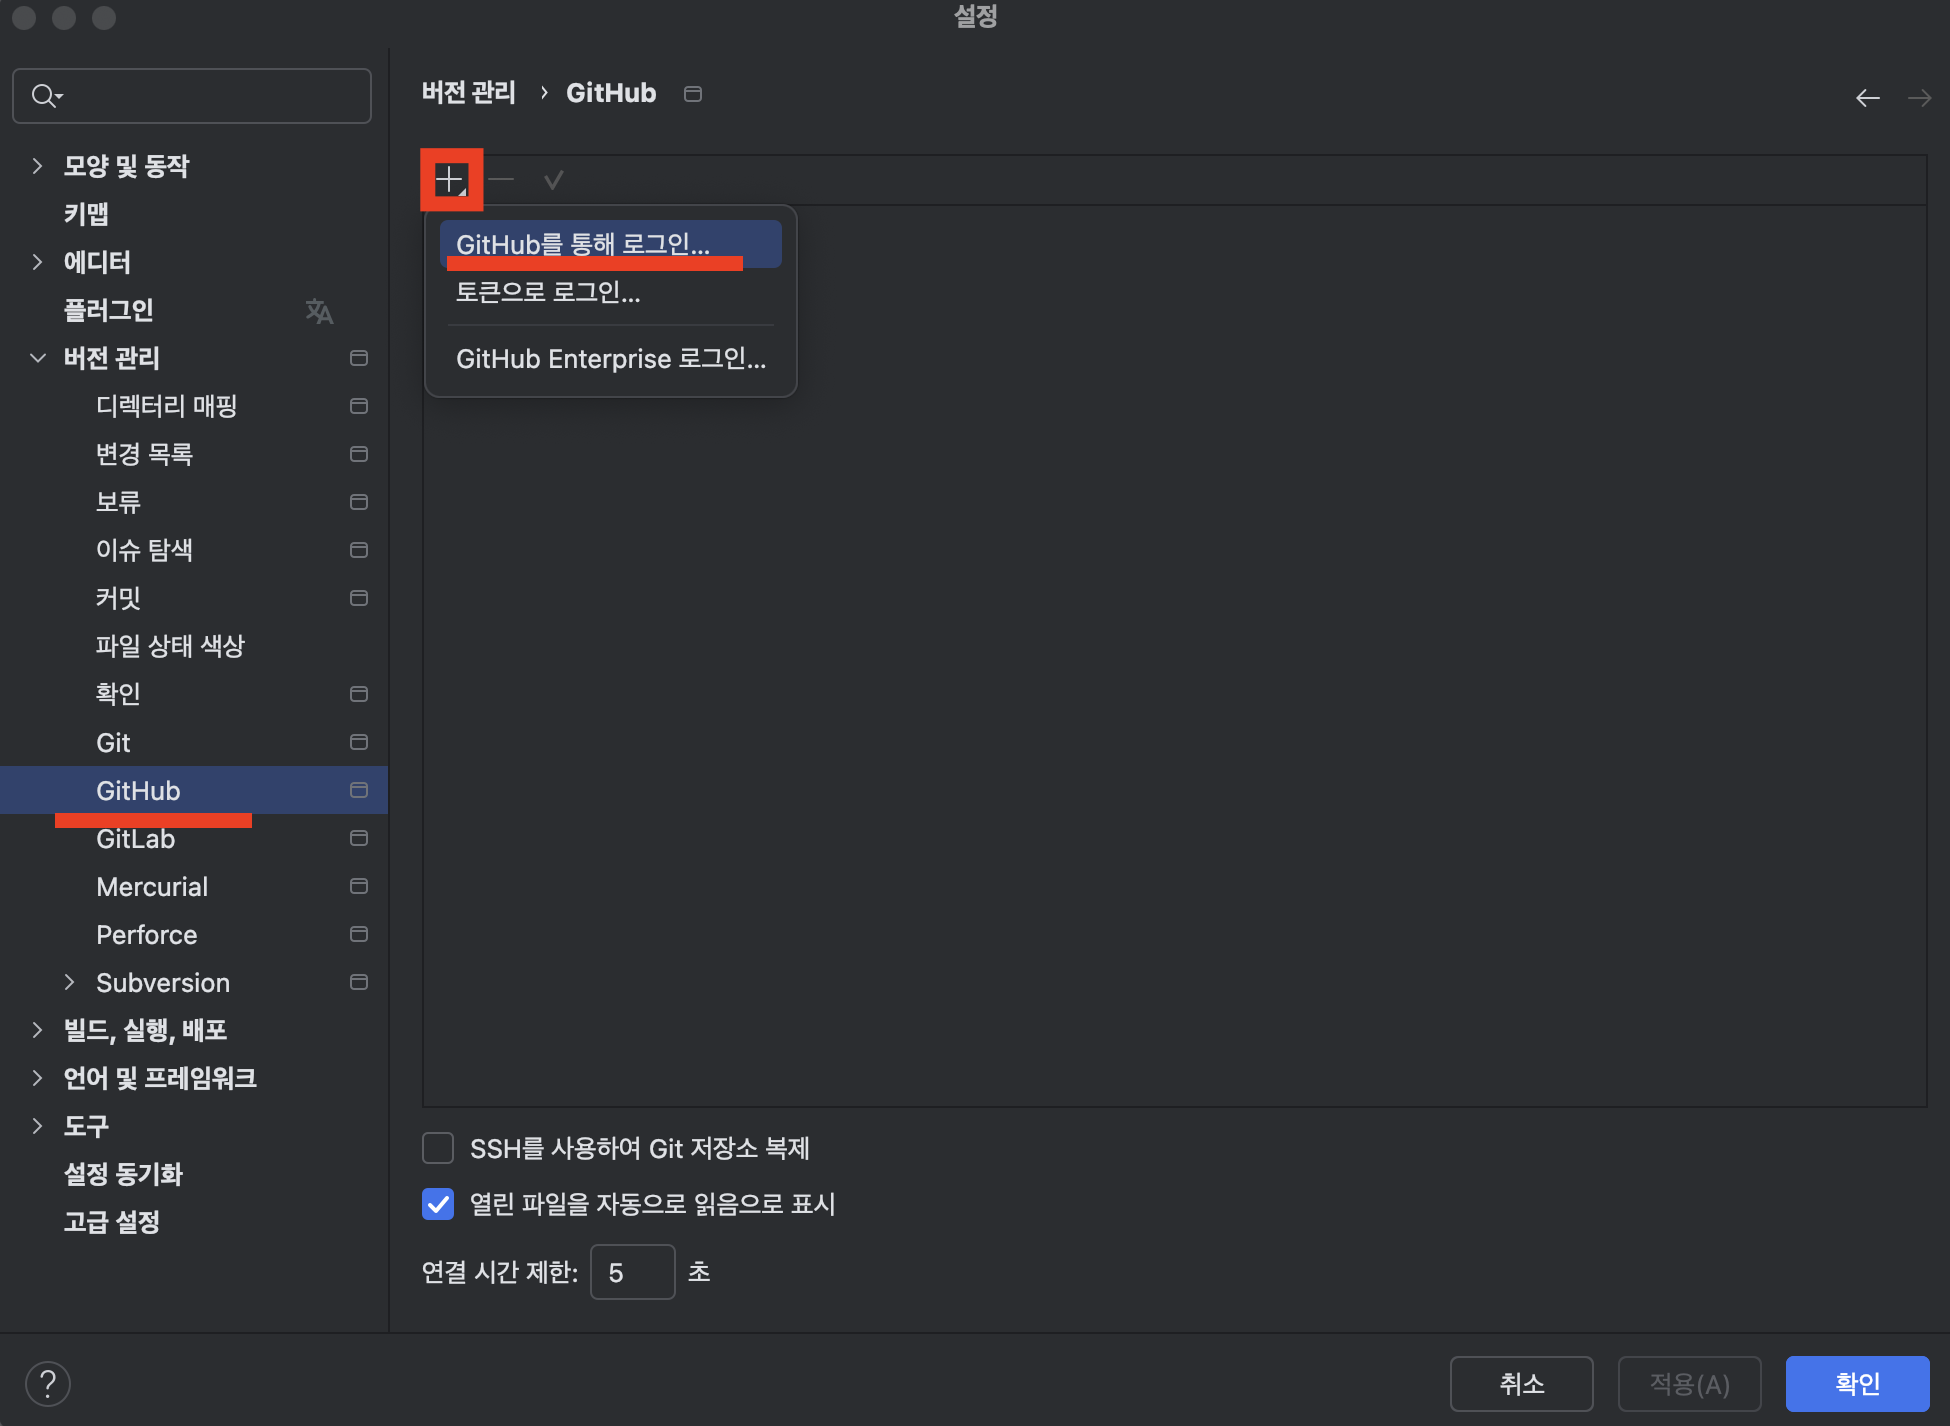 설정
모양 및 동작
키맵
에디터
플러그인
버전 관리
디렉터리 매핑
변경 목록
보류
이슈 탐색
커밋
파일 상태 색상
확인
Git
GitHub
GitLab
Mercurial
Perforce
Subversion
빌드, 실행, 배포
언어 및 프레임워크
도구
설정 동기화
고급 설정
버전 관리 › GitHub
GitHub를 통해 로그인...
토큰으로 로그인...
GitHub Enterprise 로그인...
SSH를 사용하여 Git 저장소 복제
열린 파일을 자동으로 읽음으로 표시
연결 시간 제한: 5 초
? 취소 적용(A) 확인